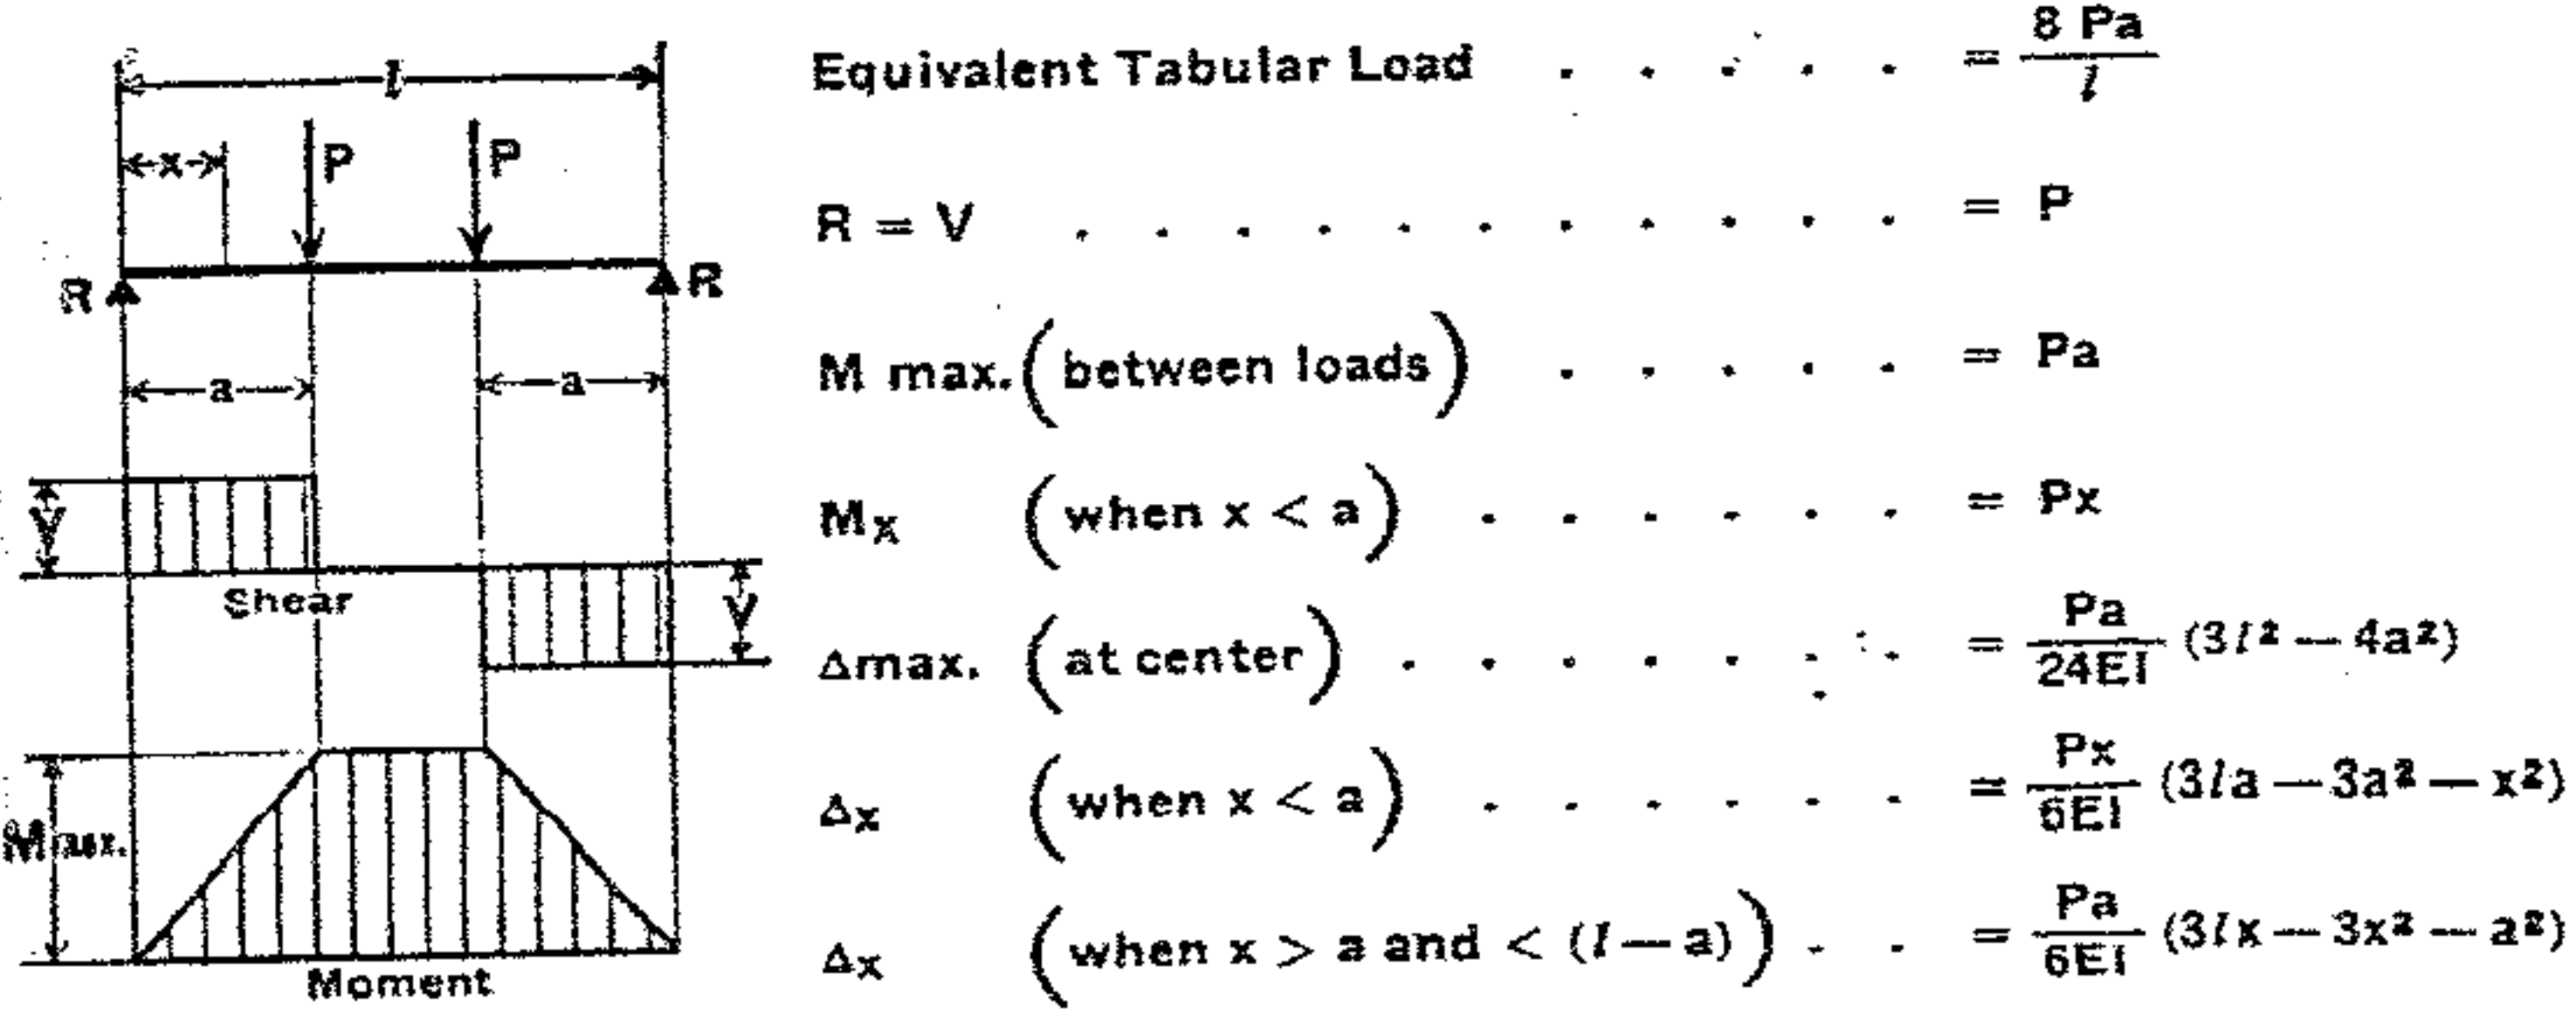 l
x
P
P
R
R
a
a
V
Shear
V
M max.
Moment
Equivalent Tabular Load . . . . . = 8 Pa / l
R = V . . . . . . . . . . . = P
M max. (between loads) . . . . . = Pa
Mx (when x < a) . . . . . . = Px
Δmax. (at center) . . . . . . . = Pa / 24EI (3l² — 4a²)
Δx (when x < a) . . . . . . = Px / 6EI (3la — 3a² — x²)
Δx (when x > a and < (l — a)) . . = Pa / 6EI (3lx — 3x² — a²)